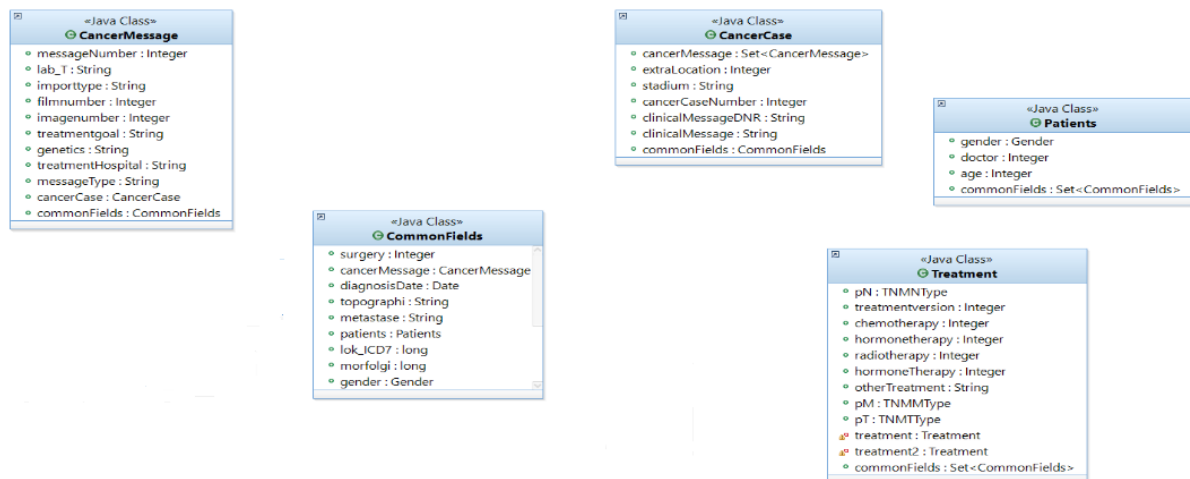 «Java Class»
CancerMessage
messageNumber : Integer
lab_T : String
importtype : String
filmnumber : Integer
imagenumber : Integer
treatmentgoal : String
genetics : String
treatmentHospital : String
messageType : String
cancerCase : CancerCase
commonFields : CommonFields
«Java Class»
CommonFields
surgery : Integer
cancerMessage : CancerMessage
diagnosisDate : Date
topographi : String
metastase : String
patients : Patients
lok_ICD7 : long
morfolgi : long
gender : Gender
«Java Class»
CancerCase
cancerMessage : Set<CancerMessage>
extraLocation : Integer
stadium : String
cancerCaseNumber : Integer
clinicalMessageDNR : String
clinicalMessage : String
commonFields : CommonFields
«Java Class»
Patients
gender : Gender
doctor : Integer
age : Integer
commonFields : Set<CommonFields>
«Java Class»
Treatment
pN : TNMNType
treatmentversion : Integer
chemotherapy : Integer
hormonetherapy : Integer
radiotherapy : Integer
hormoneTherapy : Integer
otherTreatment : String
pM : TNMMType
pT : TNMTType
treatment : Treatment
treatment2 : Treatment
commonFields : Set<CommonFields>